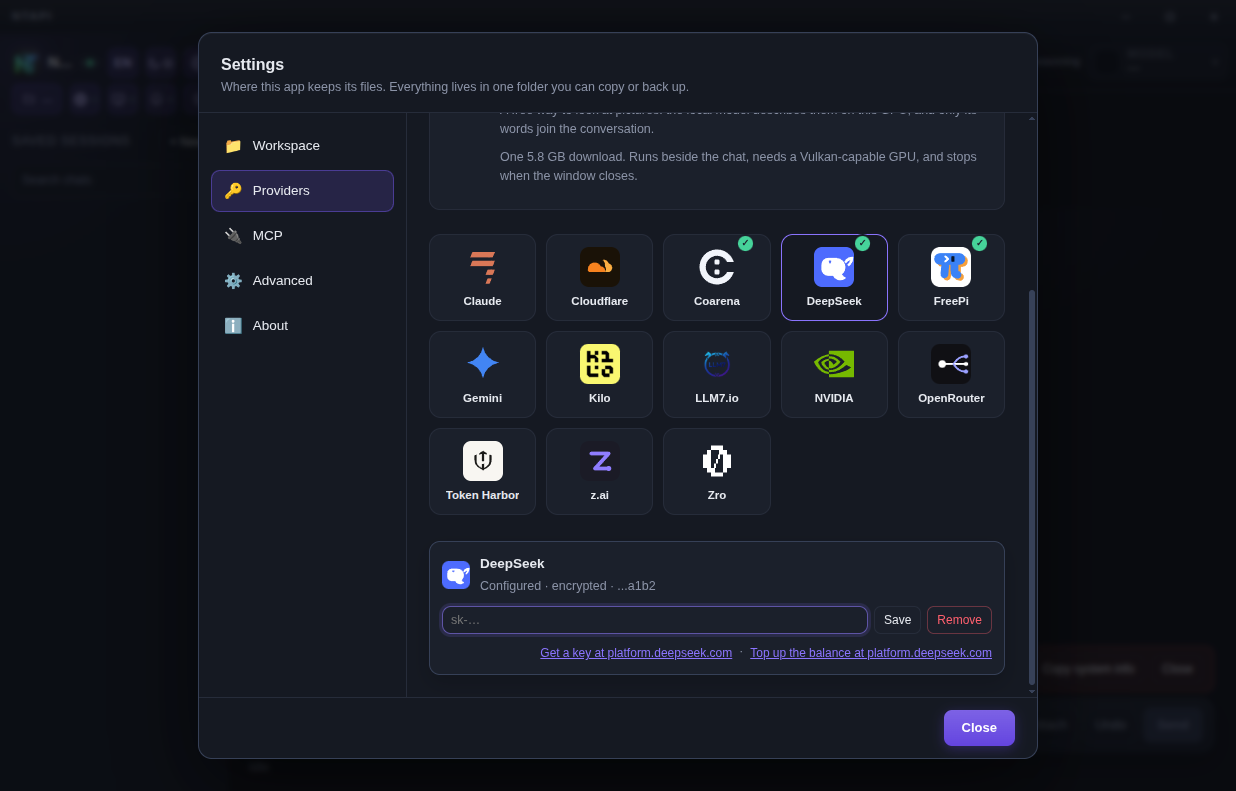 Settings
Where this app keeps its files. Everything lives in one folder you can copy or back up.
📁 Workspace
🔑 Providers
🔌 MCP
⚙️ Advanced
ℹ️ About
words join the conversation.
One 5.8 GB download. Runs beside the chat, needs a Vulkan-capable GPU, and stops
when the window closes.
Claude
Cloudflare
Coarena
DeepSeek
FreePi
Gemini
Kilo
LLM7.io
NVIDIA
OpenRouter
Token Harbor
z.ai
Zro
DeepSeek
Configured · encrypted · ...a1b2
sk-...
Save
Remove
Get a key at platform.deepseek.com · Top up the balance at platform.deepseek.com
Close